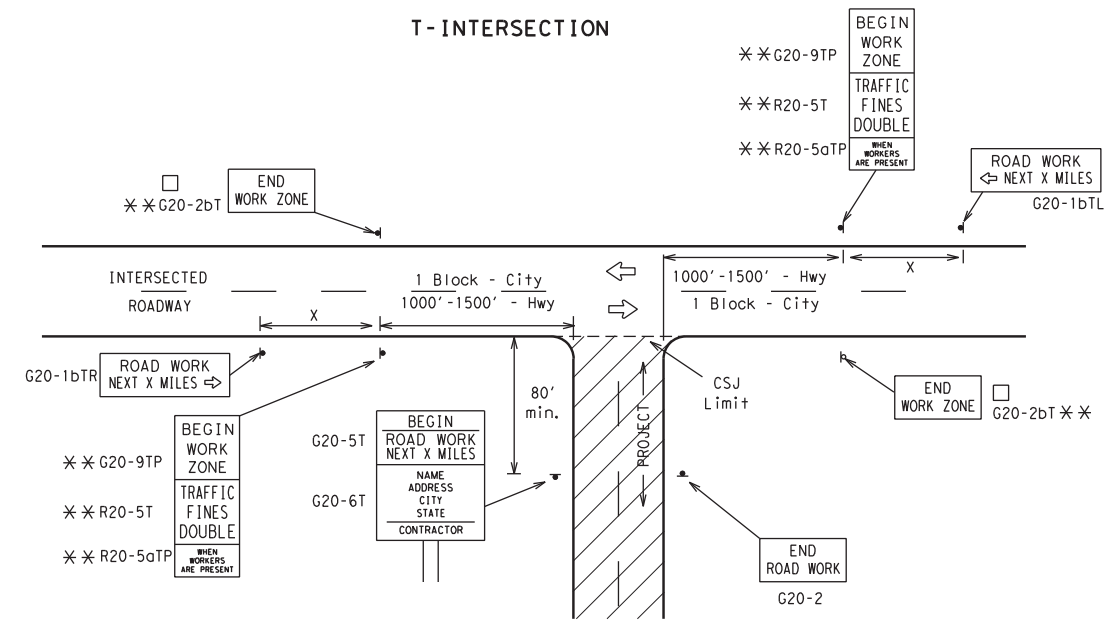 T-INTERSECTION
BEGIN
WORK
ZONE
**G20-9TP
TRAFFIC
FINES
DOUBLE
**R20-5T
WHEN
WORKERS
ARE PRESENT
**R20-5aTP
ROAD WORK
⇦ NEXT X MILES
G20-1bTL
END
WORK ZONE
□
**G20-2bT
INTERSECTED
ROADWAY
1 Block - City
1000'-1500' - Hwy
X
1000'-1500' - Hwy
1 Block - City
X
G20-1bTR
ROAD WORK
NEXT X MILES ⇨
80'
min.
PROJECT
CSJ
Limit
END
WORK ZONE
□
G20-2bT **
BEGIN
WORK
ZONE
**G20-9TP
TRAFFIC
FINES
DOUBLE
**R20-5T
WHEN
WORKERS
ARE PRESENT
**R20-5aTP
G20-5T
BEGIN
ROAD WORK
NEXT X MILES
G20-6T
NAME
ADDRESS
CITY
STATE
CONTRACTOR
END
ROAD WORK
G20-2